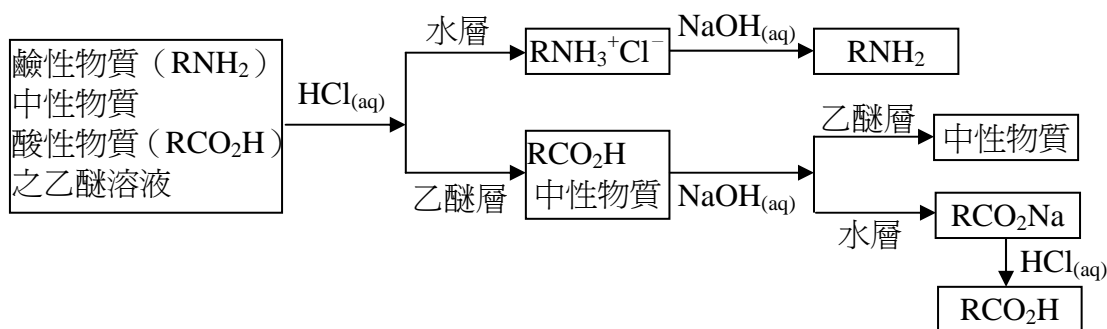 鹼性物質（RNH₂）
中性物質
酸性物質（RCO₂H）
之乙醚溶液
HCl₍aq₎
水層
RNH₃⁺Cl⁻
NaOH₍aq₎
RNH₂
乙醚層
RCO₂H
中性物質
NaOH₍aq₎
乙醚層
中性物質
水層
RCO₂Na
HCl₍aq₎
RCO₂H